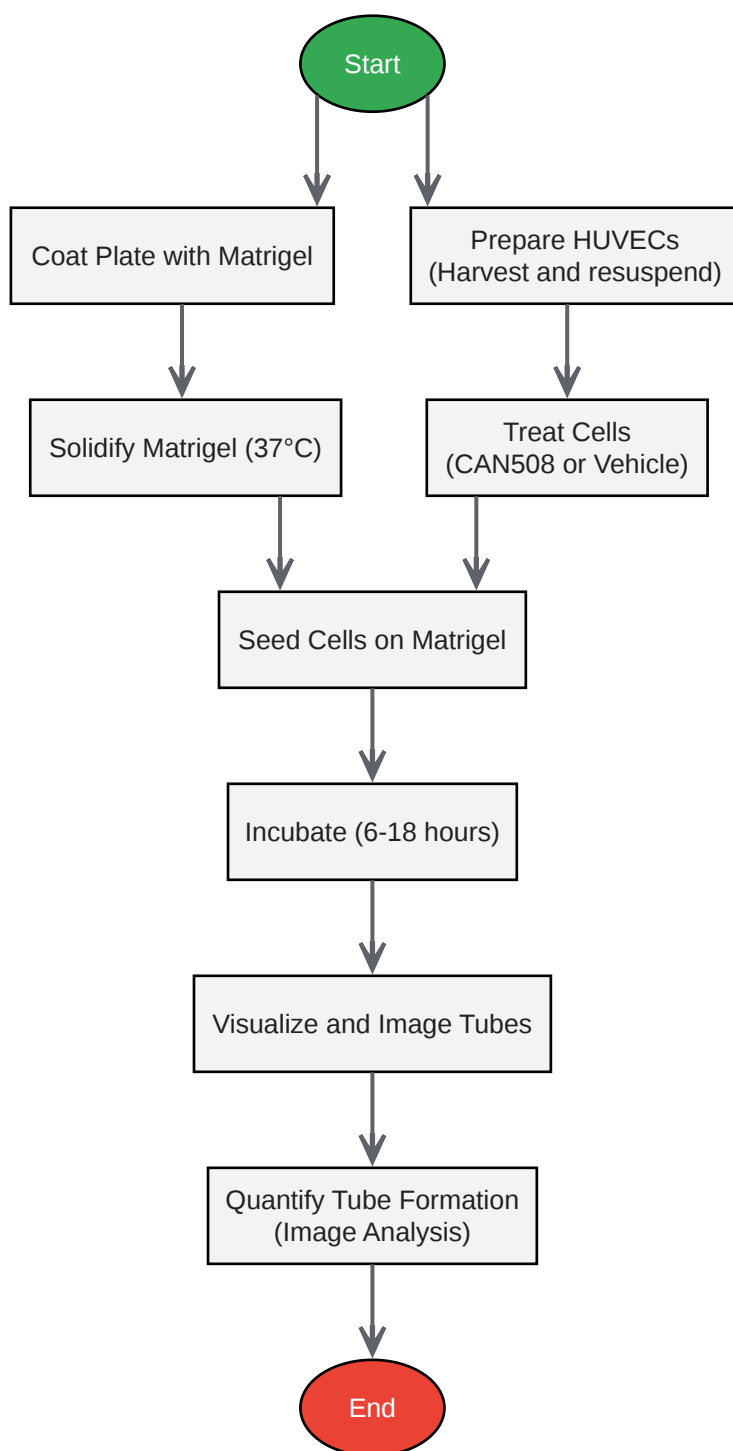 Start
Coat Plate with Matrigel
Prepare HUVECs
(Harvest and resuspend)
Solidify Matrigel (37°C)
Treat Cells
(CAN508 or Vehicle)
Seed Cells on Matrigel
Incubate (6-18 hours)
Visualize and Image Tubes
Quantify Tube Formation
(Image Analysis)
End